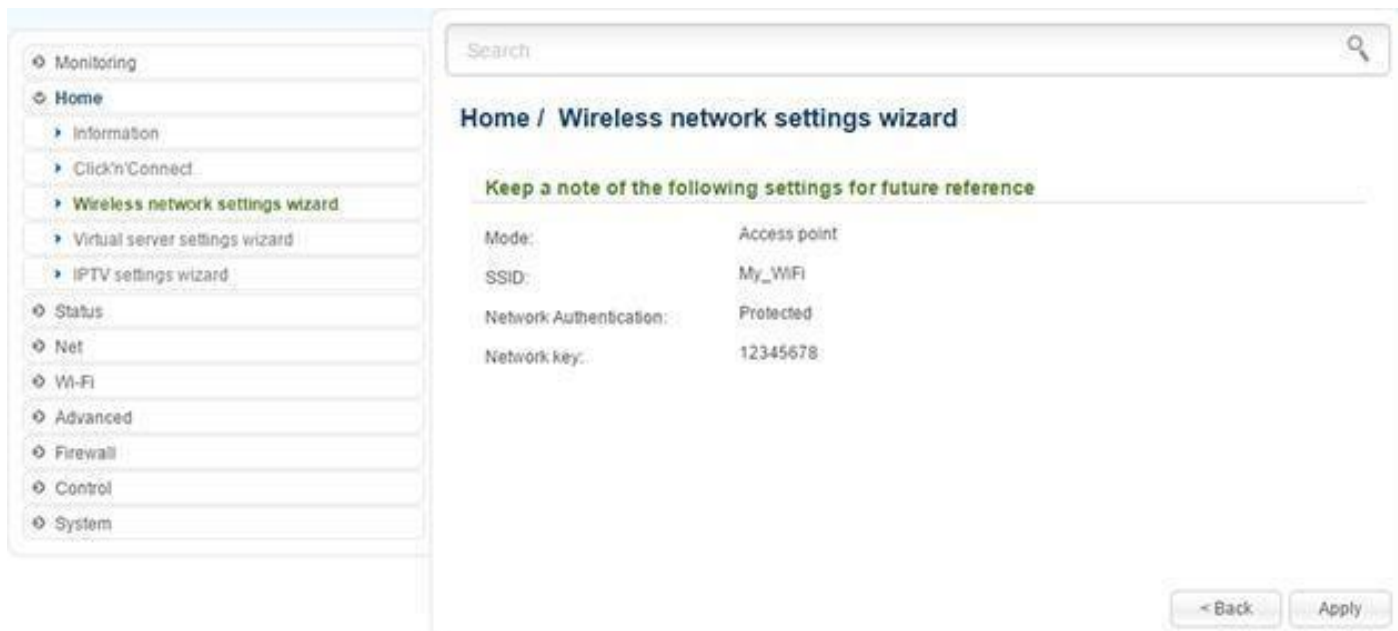 Monitoring
Home
Information
Click'n'Connect
Wireless network settings wizard
Virtual server settings wizard
IPTV settings wizard
Status
Net
Wi-Fi
Advanced
Firewall
Control
System
Search
Home / Wireless network settings wizard
Keep a note of the following settings for future reference
Mode: Access point
SSID: My_WiFi
Network Authentication: Protected
Network key: 12345678
< Back Apply